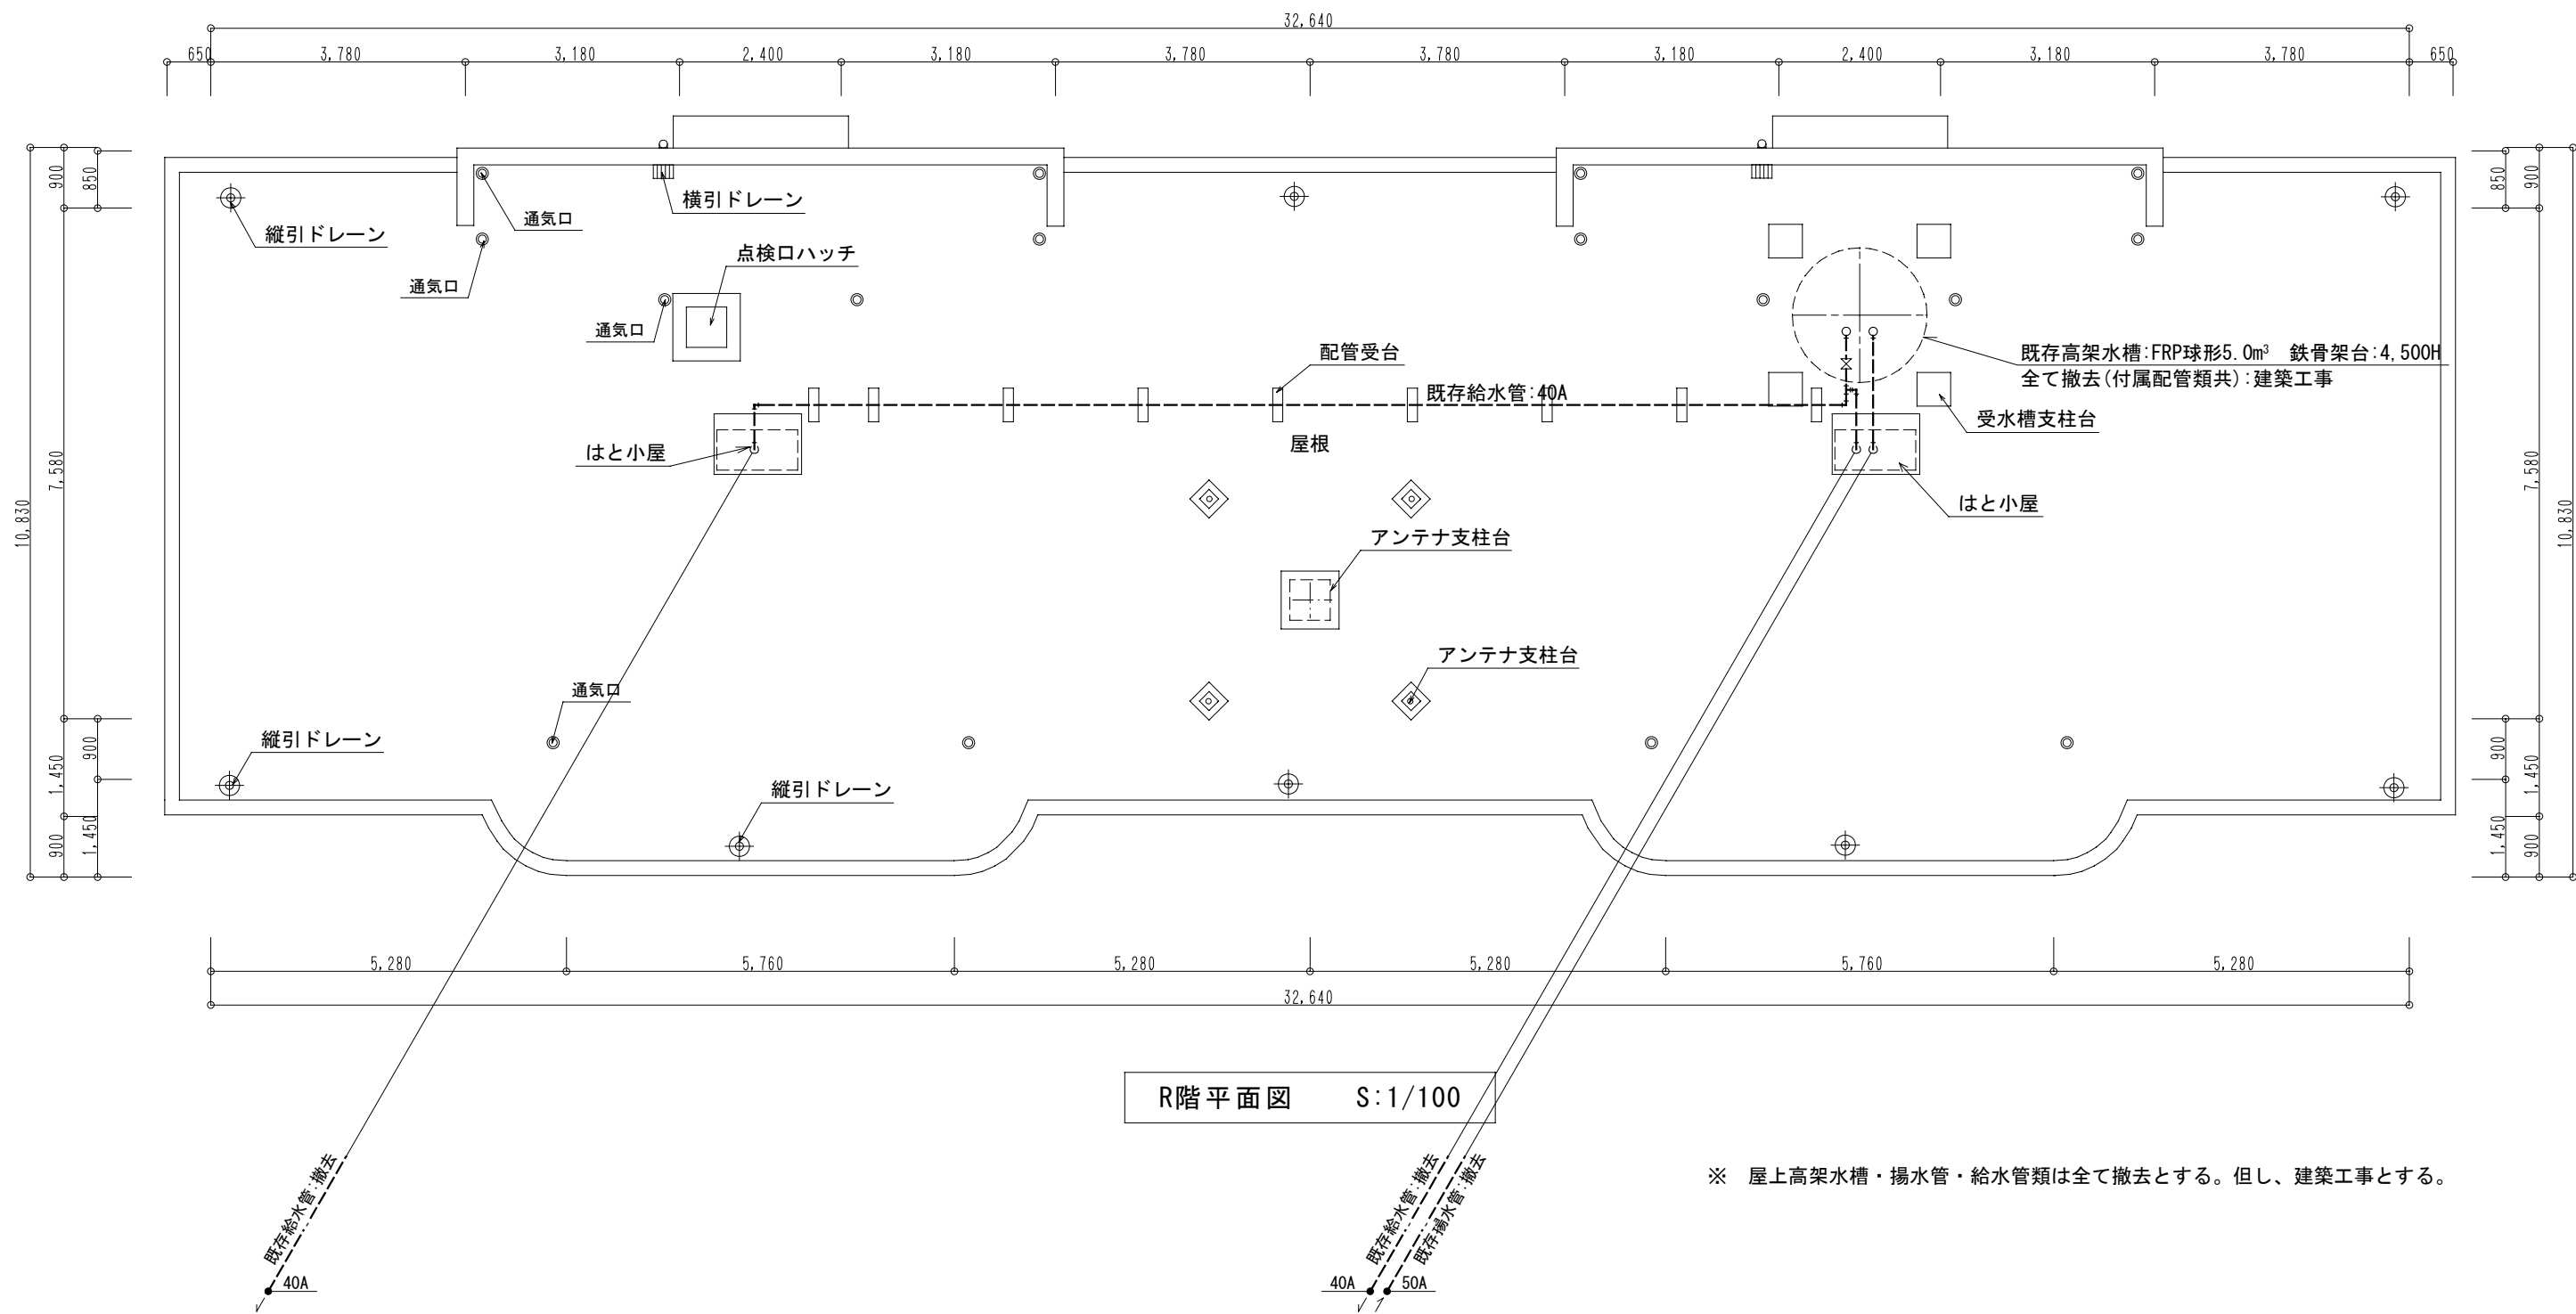 32,640
650 3,780 3,180 2,400 3,180 3,780 3,780 3,180 2,400 3,180 3,780 650
900
850
7,580
10,830
1,450
900
900
1,450
850
900
7,580
10,830
900
1,450
1,450
900
横引ドレーン
通気口
縦引ドレーン
点検口ハッチ
通気口
通気口
配管受台
既存高架水槽:FRP球形5.0m³ 鉄骨架台:4,500H
全て撤去(付属配管類共):建築工事
既存給水管:40A
受水槽支柱台
屋根
はと小屋
はと小屋
アンテナ支柱台
アンテナ支柱台
通気口
縦引ドレーン
縦引ドレーン
5,280 5,760 5,280 5,280 5,760 5,280
32,640
R階平面図 S:1/100
既存給水管:撤去
既存給水管:撤去
既存揚水管:撤去
※ 屋上高架水槽・揚水管・給水管類は全て撤去とする。但し、建築工事とする。
40A
40A
50A